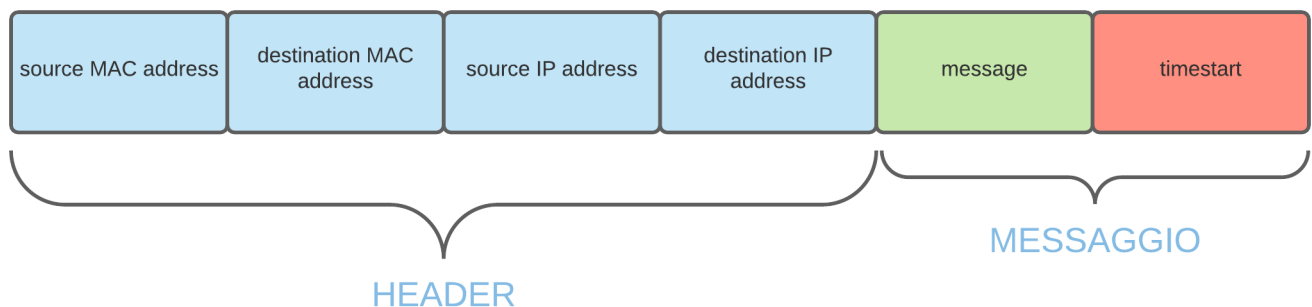 source MAC address
destination MAC
address
source IP address
destination IP
address
message
timestart
MESSAGGIO
HEADER